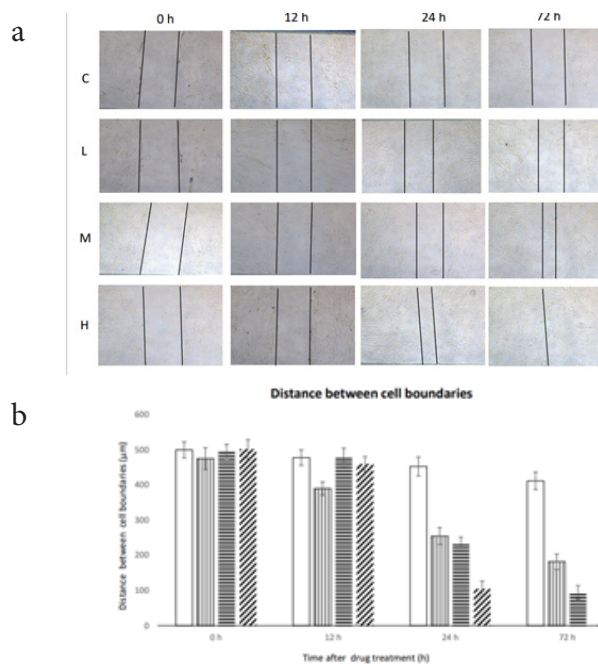 a
0 h 12 h 24 h 72 h
C
L
M
H
b
Distance between cell boundaries
600
500
400
300
200
100
0
Distance between cell boundaries (µm)
0 h 12 h 24 h 72 h
Time after drug treatment (h)